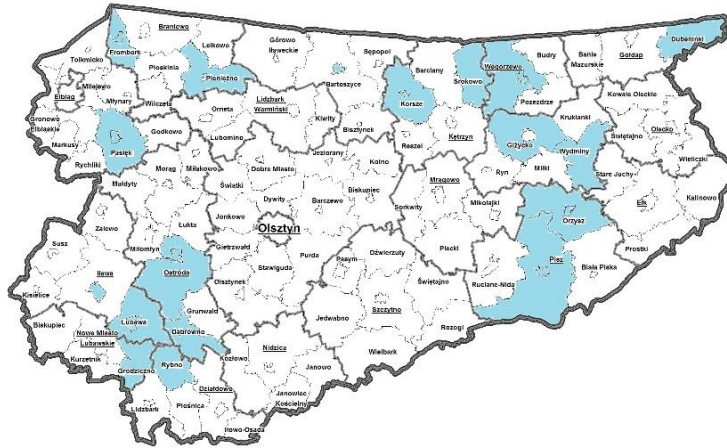 Braniewo
Dubeninki
Frombork
Lelkowo
Górowo
Iławeckie
Sępopol
Węgorzewo
Budry
Banie
Mazurskie
Gołdap
Tolkmicko
Płoskinia
Pieniężno
Barciany
Srokowo
Milejewo
Elbląg
Młynary
Wilczęta
Orneta
Lidzbark
Warmiński
Bartoszyce
Korsze
Pozezdrze
Kowale Oleckie
Gronowo
Elbląskie
Markusy
Pasłęk
Godkowo
Lubomino
Kiwity
Bisztynek
Reszel
Kętrzyn
Giżycko
Kruklanki
Wydminy
Świętajno
Olecko
Rychliki
Małdyty
Morąg
Miłakowo
Dobre Miasto
Jeziorany
Kolno
Ryn
Miłki
Stare Juchy
Wieliczki
Świątki
Dywity
Barczewo
Biskupiec
Mrągowo
Mikołajki
Ełk
Kalinowo
Zalewo
Łukta
Jonkowo
Sorkwity
Orzysz
Susz
Miłomłyn
Olsztyn
Gietrzwałd
Purda
Pasym
Dźwierzuty
Piecki
Prostki
Iława
Ostróda
Stawiguda
Olsztynek
Pisz
Biała Piska
Kisielice
Grunwald
Świętajno
Ruciane-Nida
Biskupiec
Nowe Miasto
Lubawskie
Lubawa
Dąbrówno
Jedwabno
Szczytno
Rozogi
Kurzętnik
Grodziczno
Rybno
Kozłowo
Nidzica
Wielbark
Działdowo
Janowo
Lidzbark
Płośnica
Janowiec
Kościelny
Iłowo-Osada